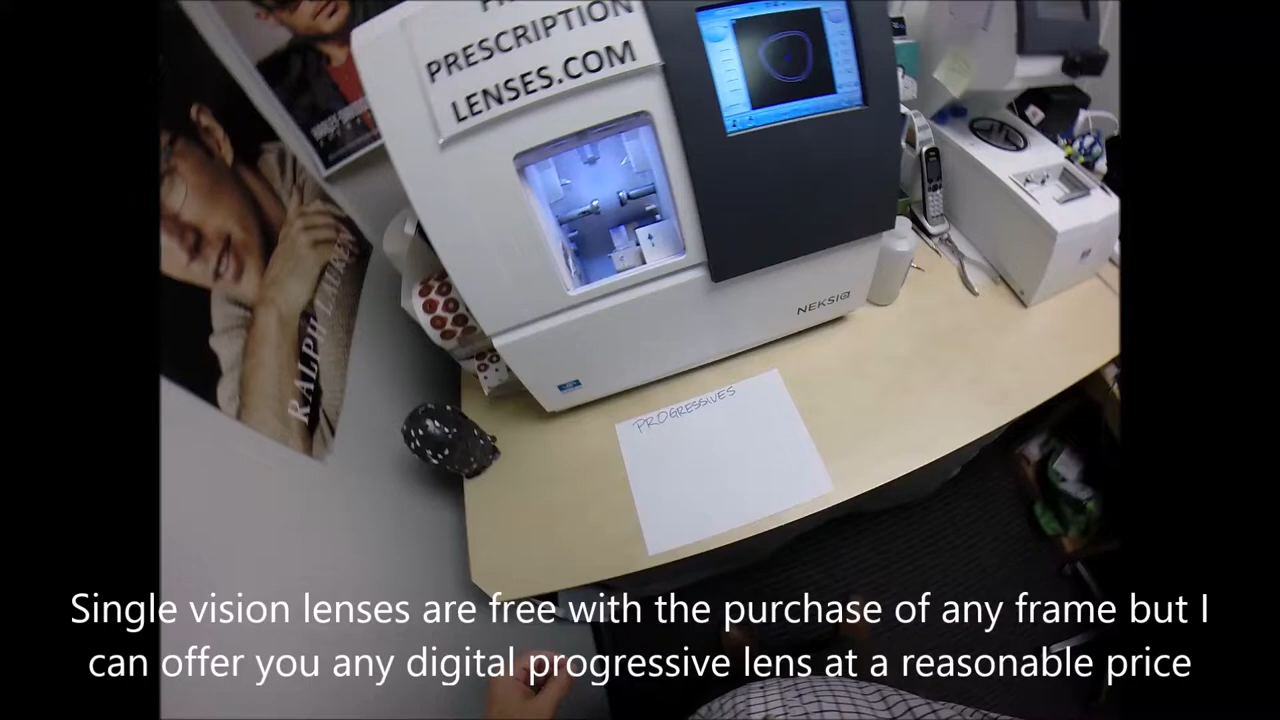 PRESCRIPTION
LENSES.COM
RALPH LAUREN
NEKSIA
PROGRESSIVES
Single vision lenses are free with the purchase of any frame but I
can offer you any digital progressive lens at a reasonable price